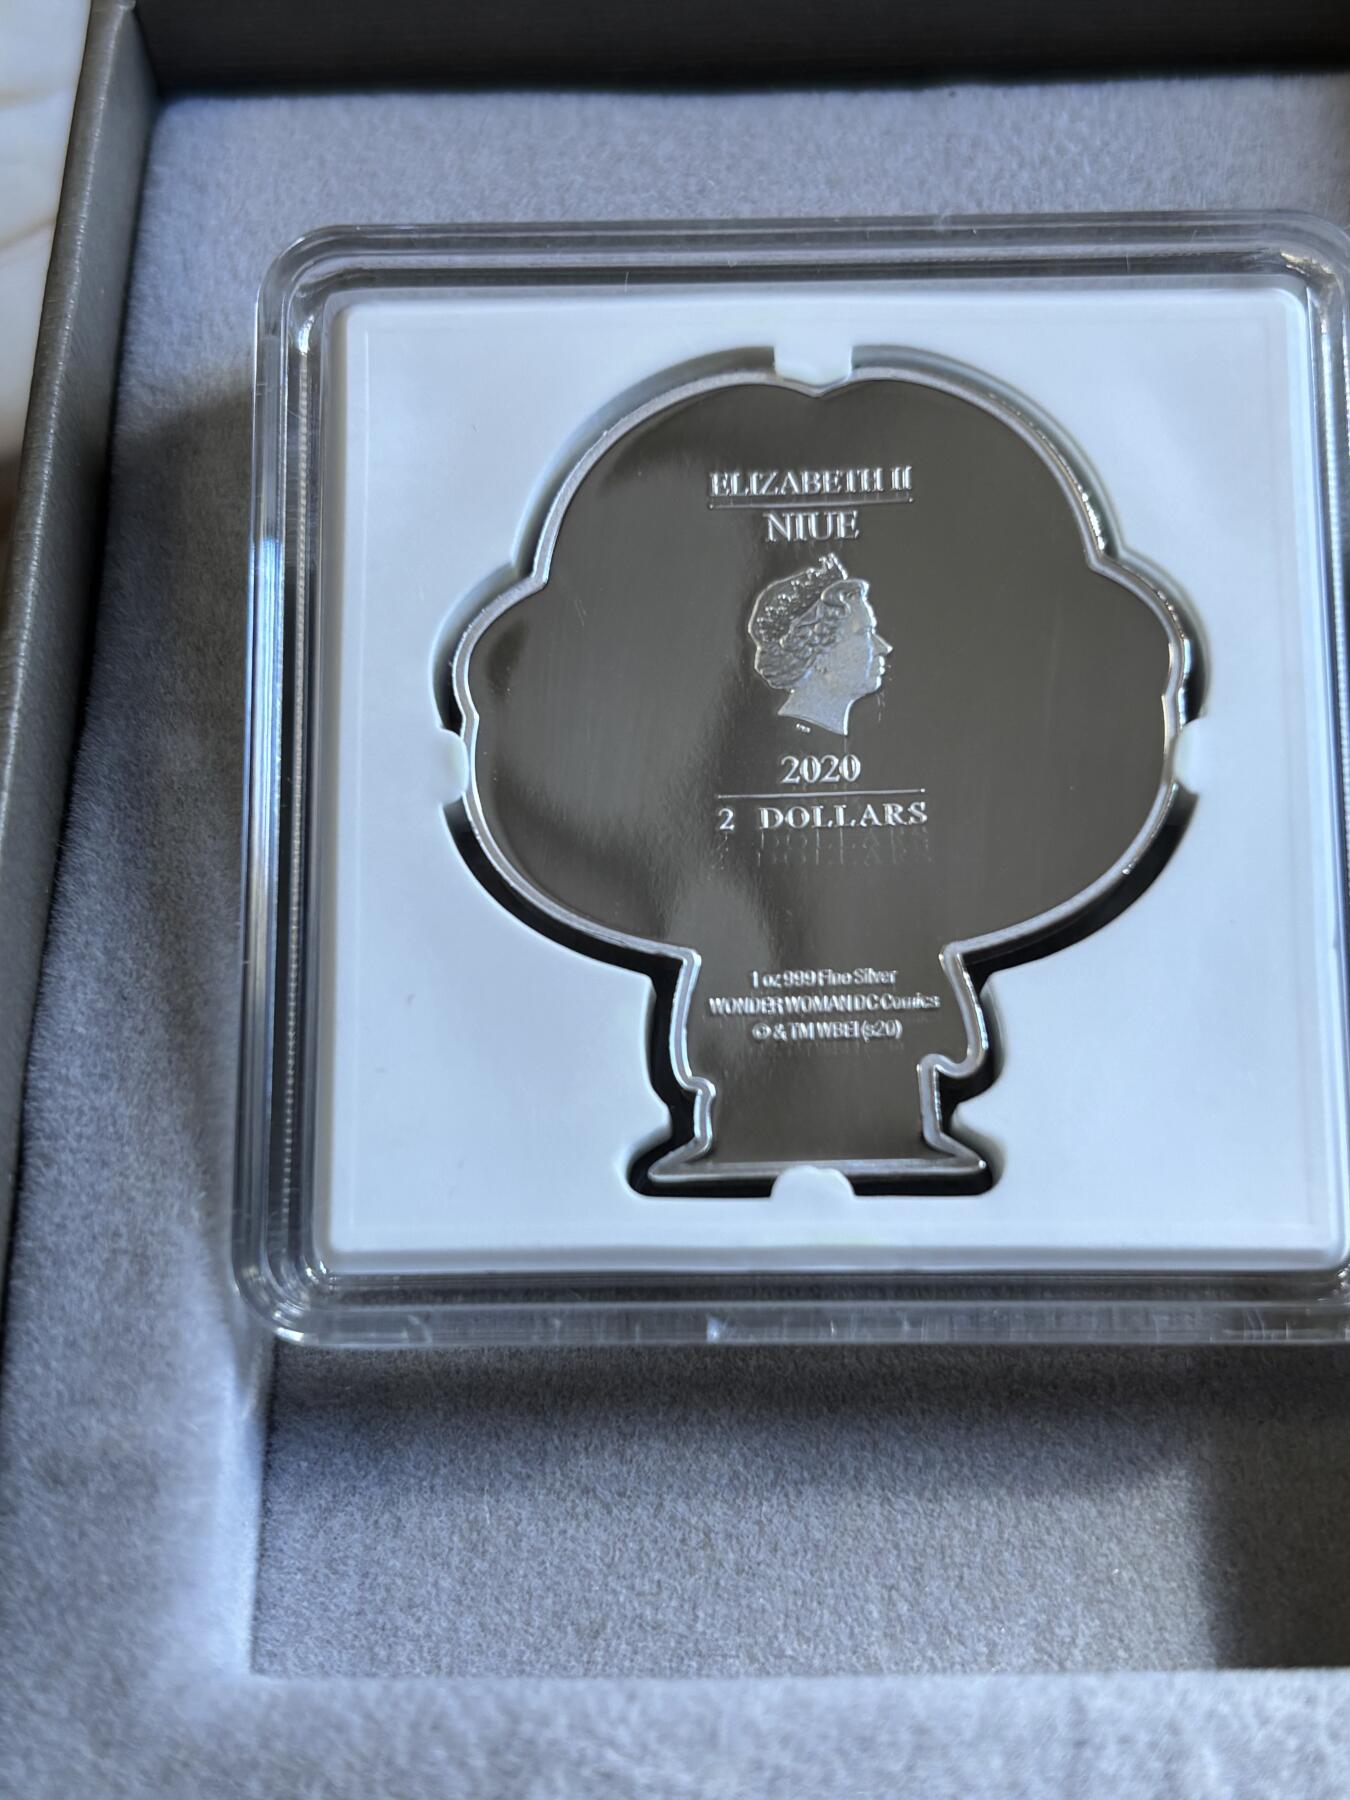 ELIZABETH II
NIUE
2020
2 DOLLARS
1 oz 999 Fine Silver
WONDER WOMAN DC Comics
© & TM WBEI (s20)